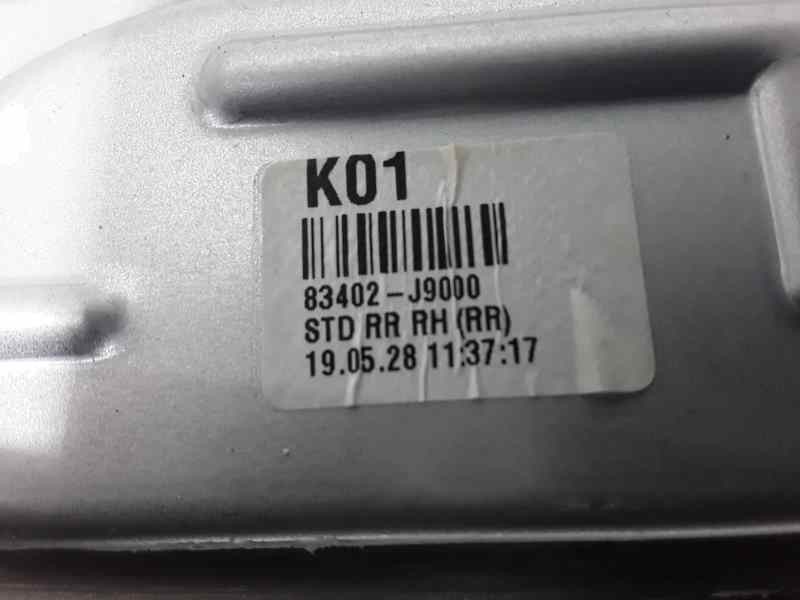 K01
83402-J9000
STD RR RH (RR)
19.05.28 11:37:17